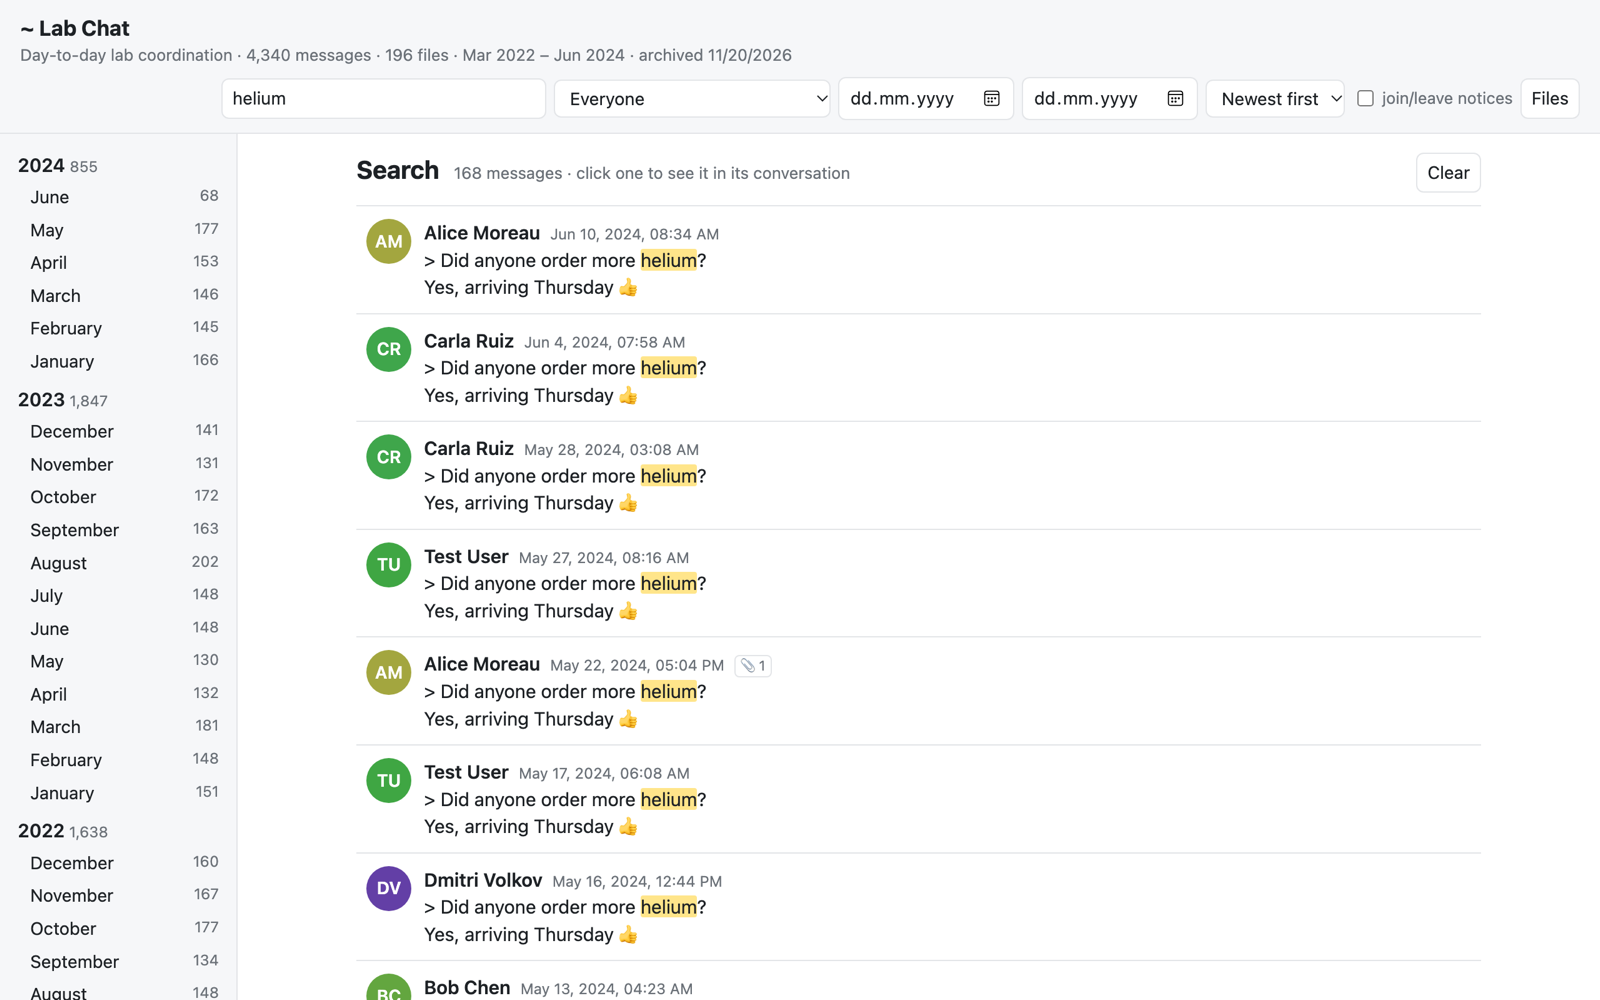 ~ Lab Chat
Day-to-day lab coordination · 4,340 messages · 196 files · Mar 2022 – Jun 2024 · archived 11/20/2026
helium
Everyone
dd.mm.yyyy
dd.mm.yyyy
Newest first
join/leave notices
Files
2024 855
June 68
May 177
April 153
March 146
February 145
January 166
2023 1,847
December 141
November 131
October 172
September 163
August 202
July 148
June 148
May 130
April 132
March 181
February 148
January 151
2022 1,638
December 160
November 167
October 177
September 134
August 148
Search 168 messages · click one to see it in its conversation
Clear
AM
Alice Moreau Jun 10, 2024, 08:34 AM
> Did anyone order more helium?
Yes, arriving Thursday 👍
CR
Carla Ruiz Jun 4, 2024, 07:58 AM
> Did anyone order more helium?
Yes, arriving Thursday 👍
CR
Carla Ruiz May 28, 2024, 03:08 AM
> Did anyone order more helium?
Yes, arriving Thursday 👍
TU
Test User May 27, 2024, 08:16 AM
> Did anyone order more helium?
Yes, arriving Thursday 👍
AM
Alice Moreau May 22, 2024, 05:04 PM 📎 1
> Did anyone order more helium?
Yes, arriving Thursday 👍
TU
Test User May 17, 2024, 06:08 AM
> Did anyone order more helium?
Yes, arriving Thursday 👍
DV
Dmitri Volkov May 16, 2024, 12:44 PM
> Did anyone order more helium?
Yes, arriving Thursday 👍
BC
Bob Chen May 13, 2024, 04:23 AM